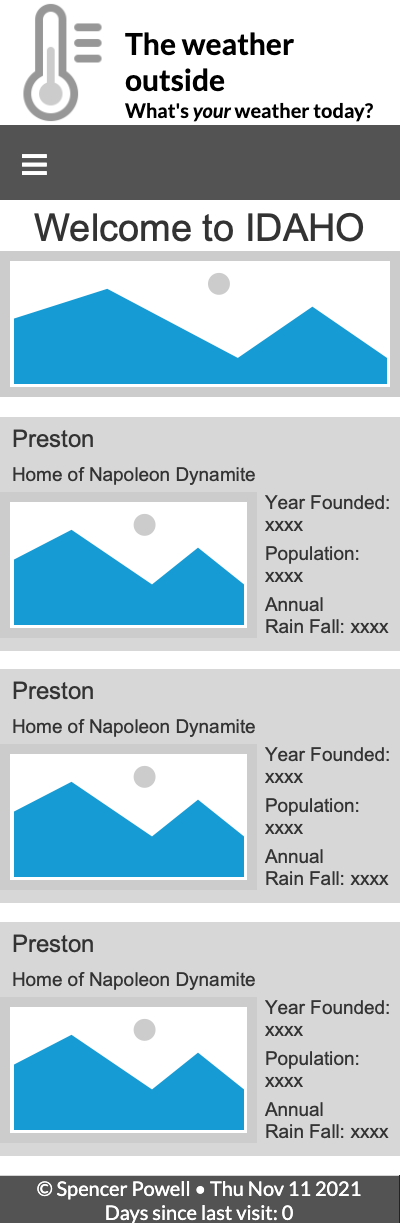 The weather
outside
What's your weather today?
Welcome to IDAHO
Preston
Home of Napoleon Dynamite
Year Founded:
xxxx
Population:
xxxx
Annual
Rain Fall: xxxx
Preston
Home of Napoleon Dynamite
Year Founded:
xxxx
Population:
xxxx
Annual
Rain Fall: xxxx
Preston
Home of Napoleon Dynamite
Year Founded:
xxxx
Population:
xxxx
Annual
Rain Fall: xxxx
© Spencer Powell • Thu Nov 11 2021
Days since last visit: 0